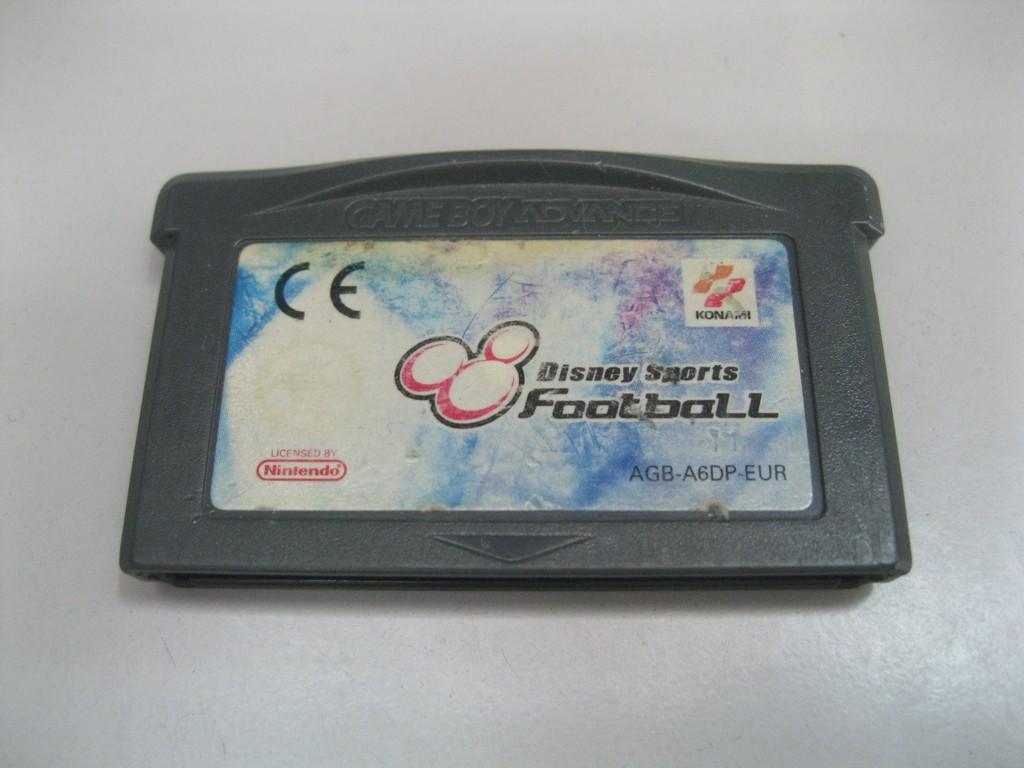 GAME BOY ADVANCE
CE
KONAMI
Disney Sports
Football
LICENSED BY
Nintendo
AGB-A6DP-EUR